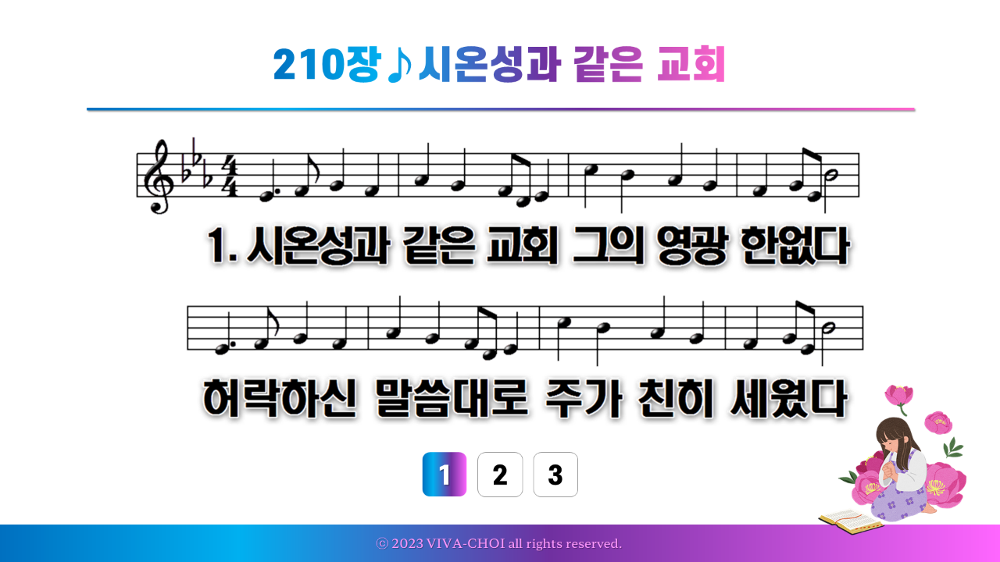 210장♪시온성과 같은 교회
1. 시온성과 같은 교회 그의 영광 한없다
허락하신 말씀대로 주가 친히 세웠다
1 2 3
ⓒ 2023 VIVA-CHOI all rights reserved.